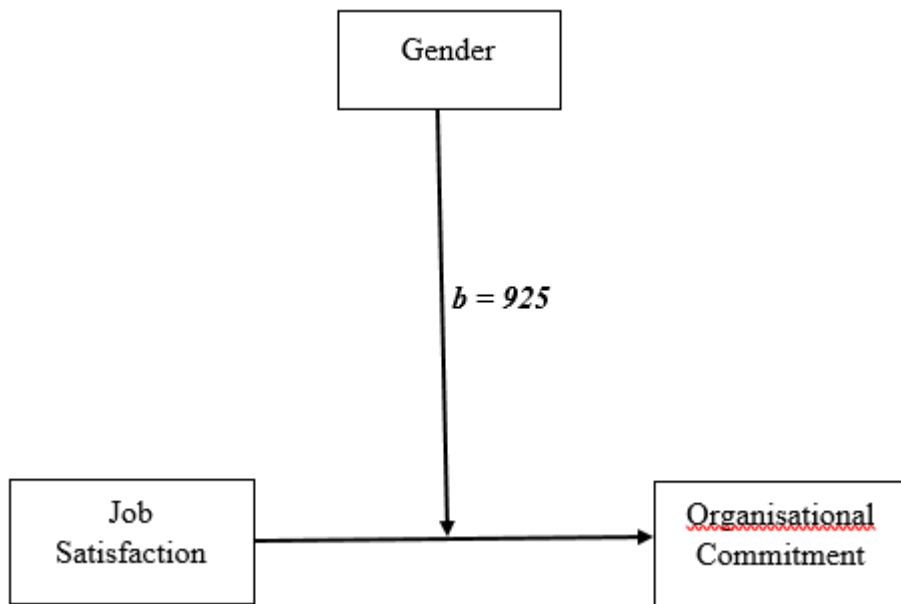 Gender
b = 925
Job
Satisfaction
Organisational
Commitment